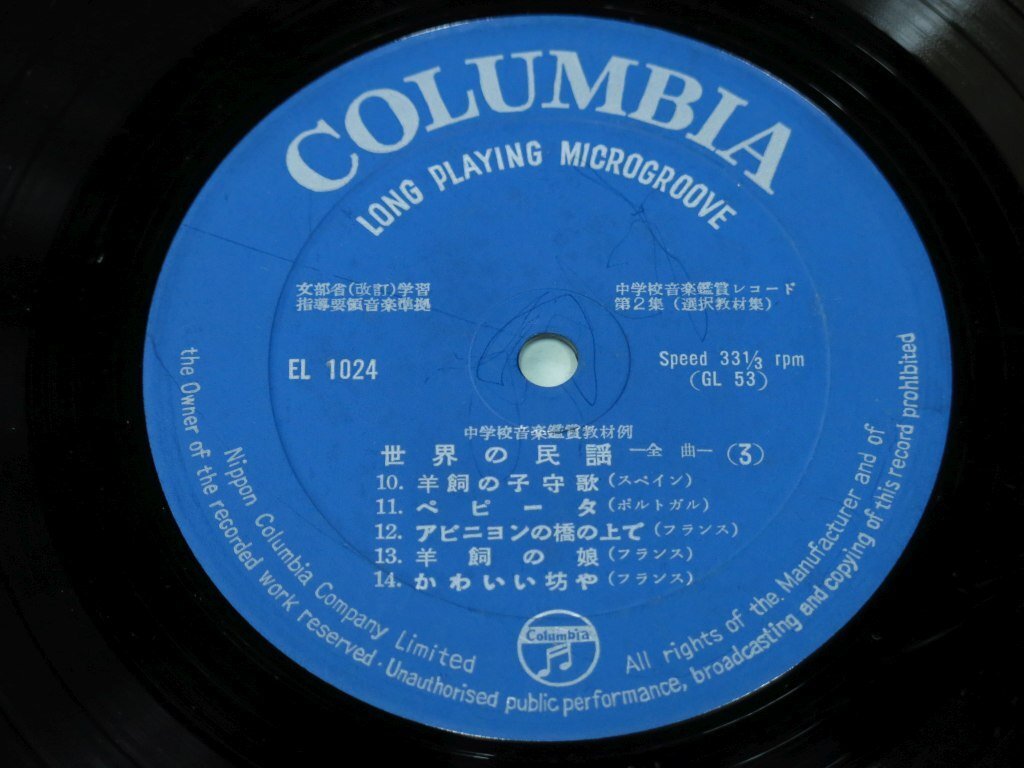 COLUMBIA
LONG PLAYING MICROGROOVE
文部省(改訂)学習
指導要領音楽準拠
中学校音楽鑑賞レコード
第2集(選択教材集)
EL 1024
Speed 33 1/3 rpm
(GL 53)
中学校音楽鑑賞教材例
世界の民謡 ―全曲― (3)
10. 羊飼の子守歌(スペイン)
11. ペピータ(ポルトガル)
12. アビニヨンの橋の上で(フランス)
13. 羊飼の娘(フランス)
14. かわいい坊や(フランス)
Columbia
Nippon Columbia Company Limited
All rights of the Manufacturer and of
the Owner of the recorded work reserved · Unauthorised public performance, broadcasting and copying of this record prohibited